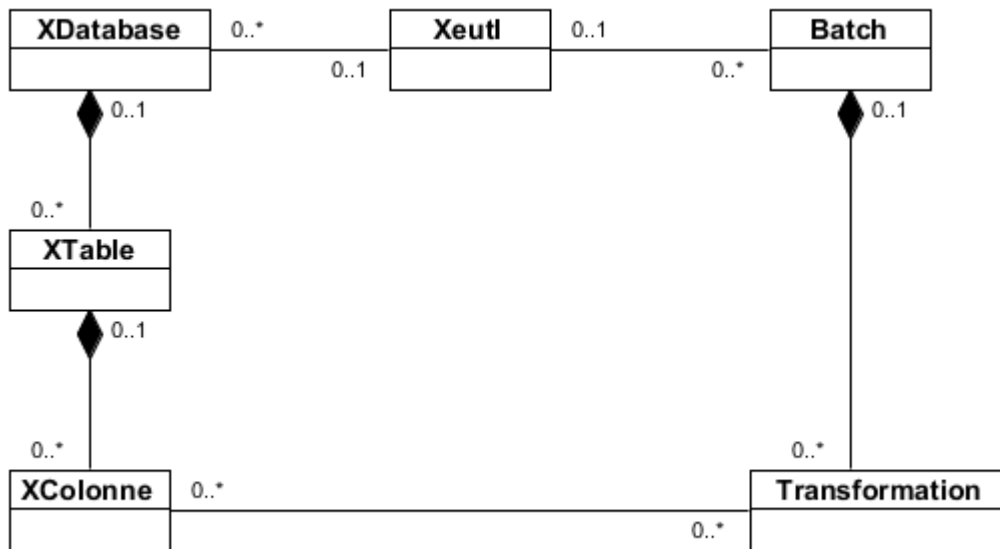 XDatabase
0..*
0..1
Xeutl
0..1
0..*
Batch
0..1
0..1
0..*
XTable
0..1
0..*
0..*
XColonne
0..*
0..*
Transformation